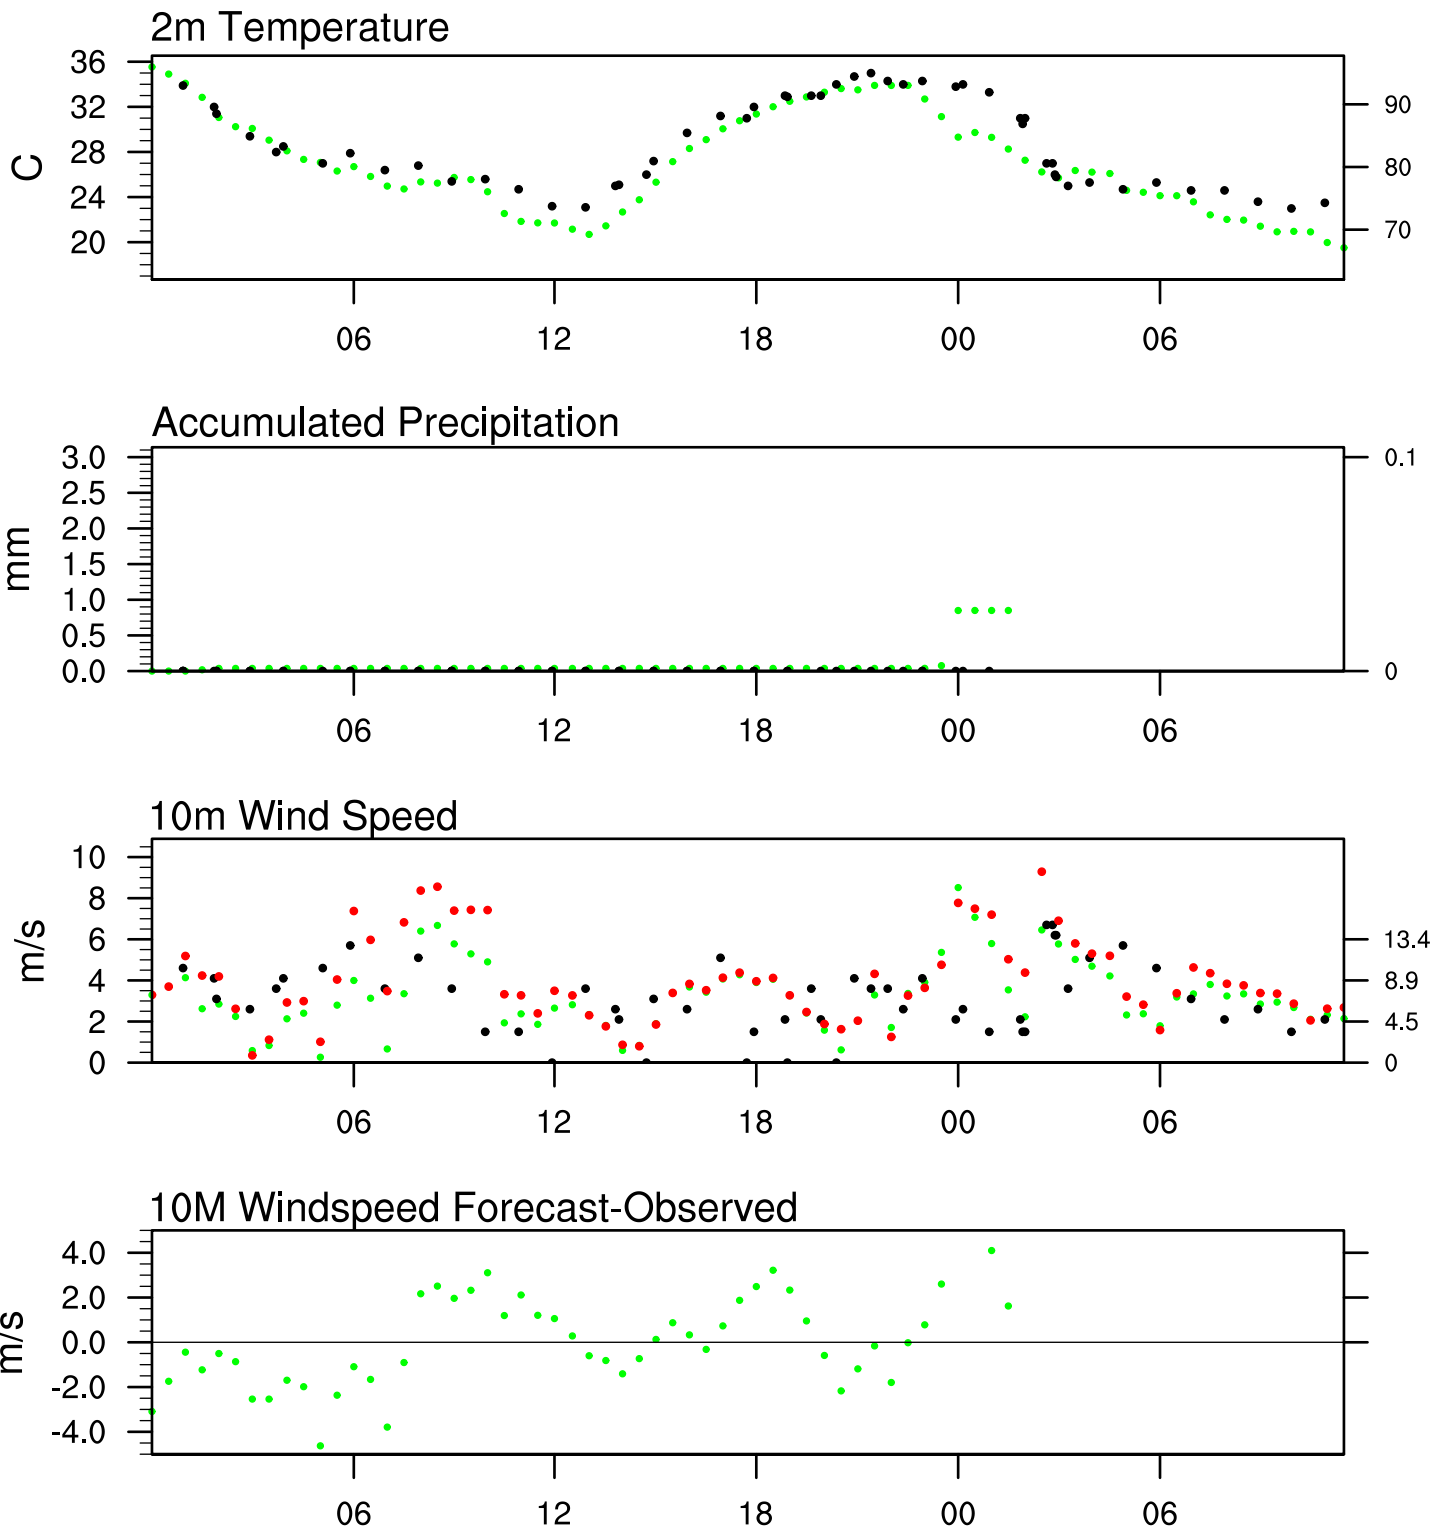 2m Temperature
36
32
28
24
20
C
90
80
70
06 12 18 00 06
Accumulated Precipitation
3.0
2.5
2.0
1.5
1.0
0.5
0.0
mm
0.1
0
06 12 18 00 06
10m Wind Speed
10
8
6
4
2
0
m/s
13.4
8.9
4.5
0
06 12 18 00 06
10M Windspeed Forecast-Observed
4.0
2.0
0.0
-2.0
-4.0
m/s
06 12 18 00 06